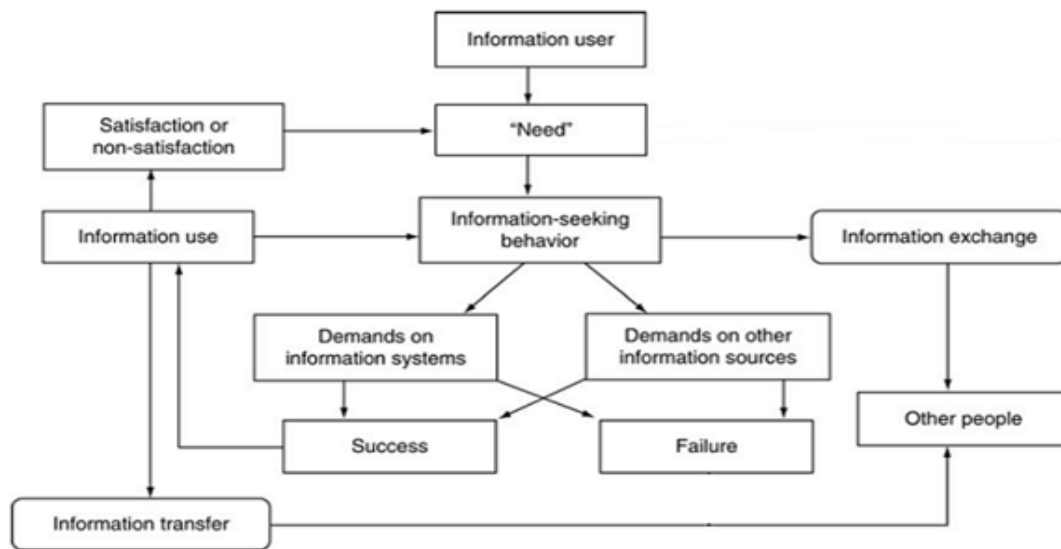 Information user
Satisfaction or
non-satisfaction
“Need”
Information use
Information-seeking
behavior
Information exchange
Demands on
information systems
Demands on other
information sources
Other people
Success
Failure
Information transfer